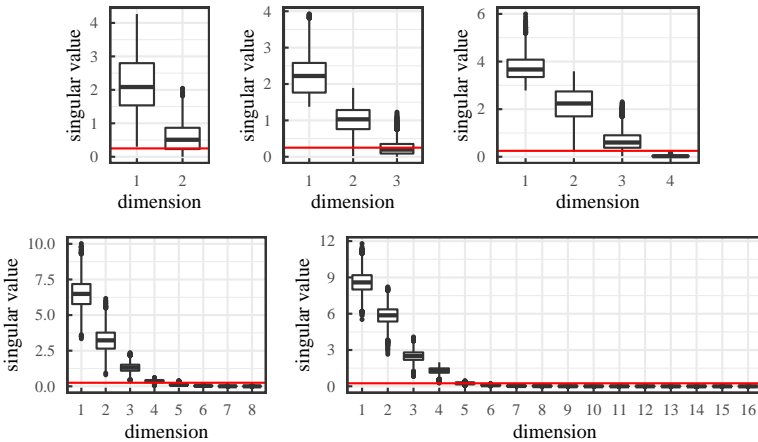 singular value
4
3
2
1
0
1 2
dimension
singular value
4
3
2
1
0
1 2 3
dimension
singular value
6
4
2
0
1 2 3 4
dimension
singular value
10.0
7.5
5.0
2.5
0.0
1 2 3 4 5 6 7 8
dimension
singular value
12
9
6
3
0
1 2 3 4 5 6 7 8 9 10 11 12 13 14 15 16
dimension